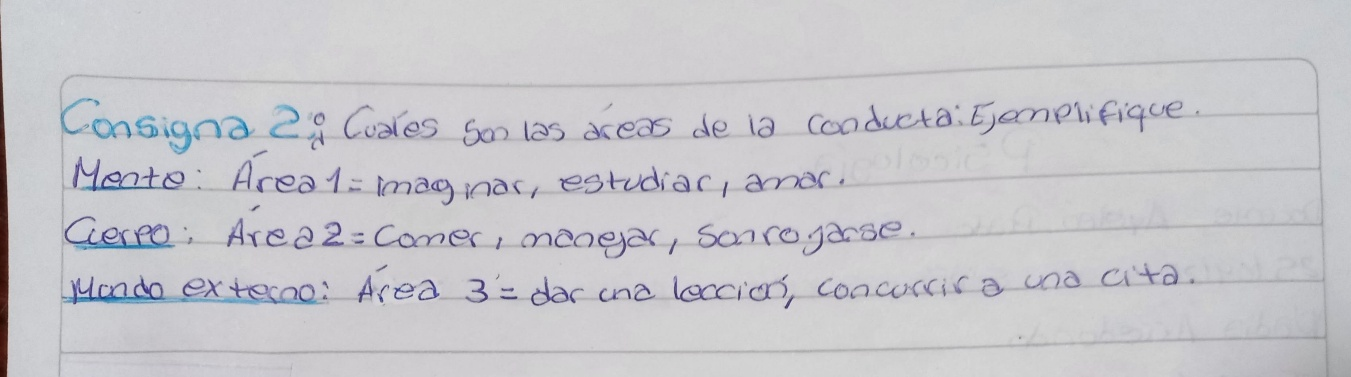 Consigna 2: Cuales son las áreas de la conducta: Ejemplifique.
Mente: Área 1 = imaginar, estudiar, amar.
Cuerpo: Área 2 = Comer, manejar, sonrojarse.
Mundo externo: Área 3 = dar una lección, concurrir a una cita.